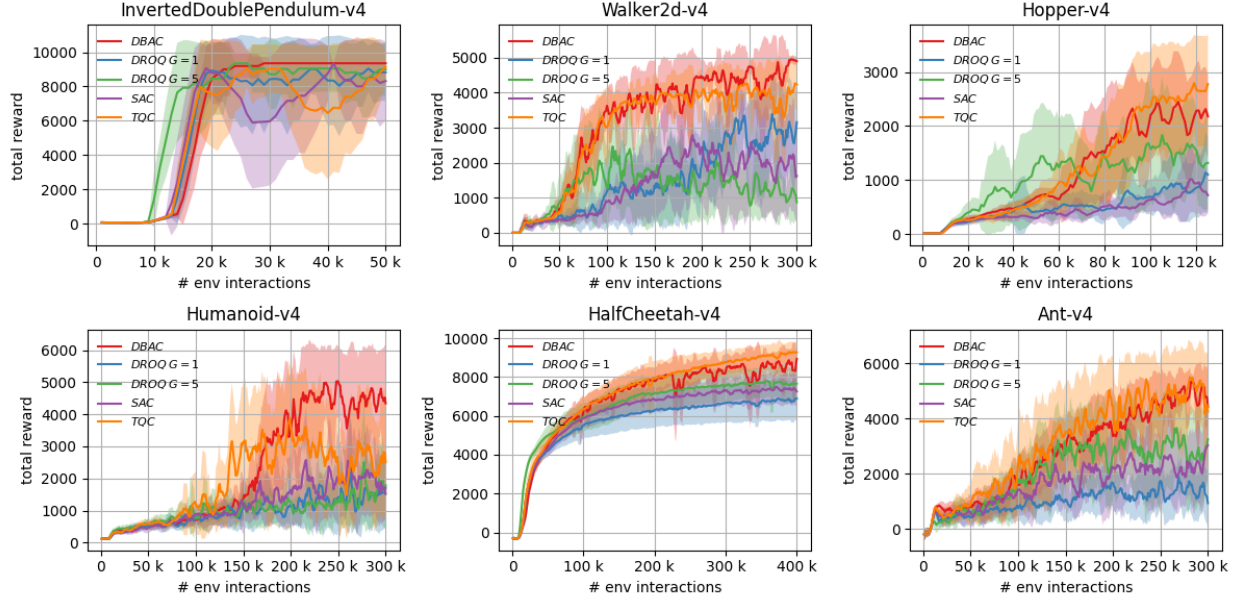 InvertedDoublePendulum-v4
10000
8000
6000
4000
2000
0
total reward
DBAC
DROQ G = 1
DROQ G = 5
SAC
TQC
0 10 k 20 k 30 k 40 k 50 k
# env interactions
Walker2d-v4
5000
4000
3000
2000
1000
0
total reward
DBAC
DROQ G = 1
DROQ G = 5
SAC
TQC
0 50 k 100 k 150 k 200 k 250 k 300 k
# env interactions
Hopper-v4
3000
2000
1000
0
total reward
DBAC
DROQ G = 1
DROQ G = 5
SAC
TQC
0 20 k 40 k 60 k 80 k 100 k 120 k
# env interactions
Humanoid-v4
6000
5000
4000
3000
2000
1000
0
total reward
DBAC
DROQ G = 1
DROQ G = 5
SAC
TQC
0 50 k 100 k 150 k 200 k 250 k 300 k
# env interactions
HalfCheetah-v4
10000
8000
6000
4000
2000
0
total reward
DBAC
DROQ G = 1
DROQ G = 5
SAC
TQC
0 100 k 200 k 300 k 400 k
# env interactions
Ant-v4
6000
4000
2000
0
total reward
DBAC
DROQ G = 1
DROQ G = 5
SAC
TQC
0 50 k 100 k 150 k 200 k 250 k 300 k
# env interactions